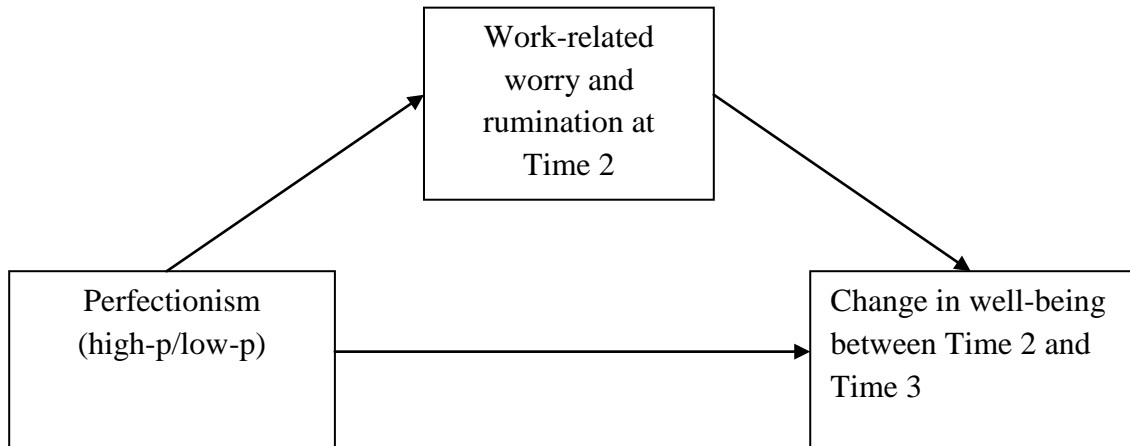 Work-related
worry and
rumination at
Time 2
Perfectionism
(high-p/low-p)
Change in well-being
between Time 2 and
Time 3